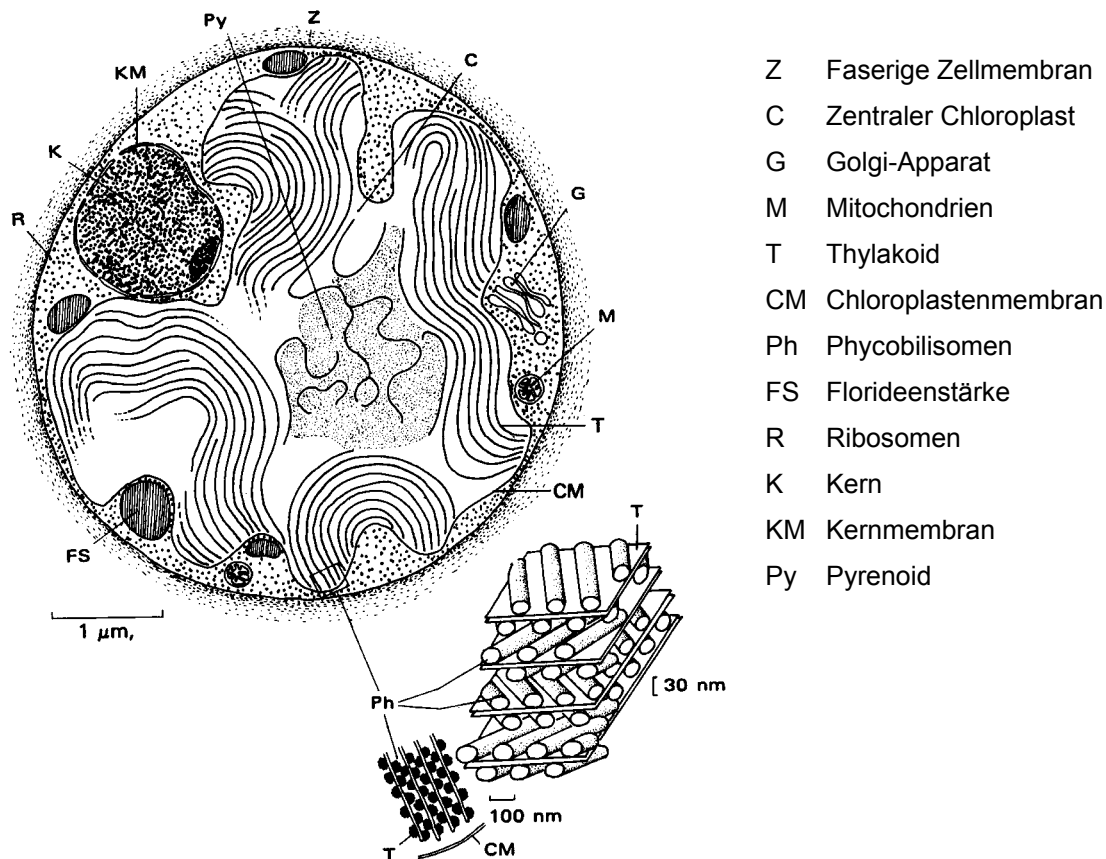 Py
Z
C
KM
K
G
R
M
T
CM
FS
1 µm,
T
Ph
[ 30 nm
100 nm
T
CM
Z Faserige Zellmembran
C Zentraler Chloroplast
G Golgi-Apparat
M Mitochondrien
T Thylakoid
CM Chloroplastenmembran
Ph Phycobilisomen
FS Florideenstärke
R Ribosomen
K Kern
KM Kernmembran
Py Pyrenoid